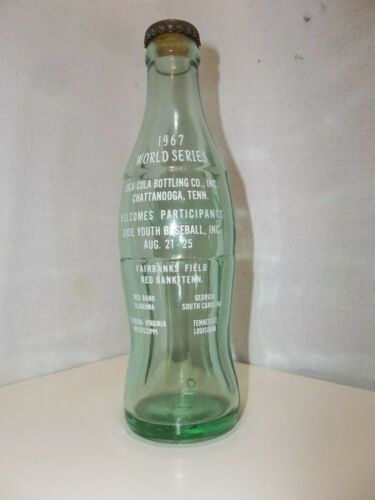 1967
WORLD SERIES
COCA-COLA BOTTLING CO., INC.
CHATTANOOGA, TENN.
WELCOMES PARTICIPANTS
DIXIE YOUTH BASEBALL, INC.
AUG. 21 - 25
FAIRBANKS FIELD
RED BANK, TENN.
RED BANK GEORGIA
ALABAMA SOUTH CAROLINA
VIRGINIA TENNESSEE
MISSISSIPPI LOUISIANA